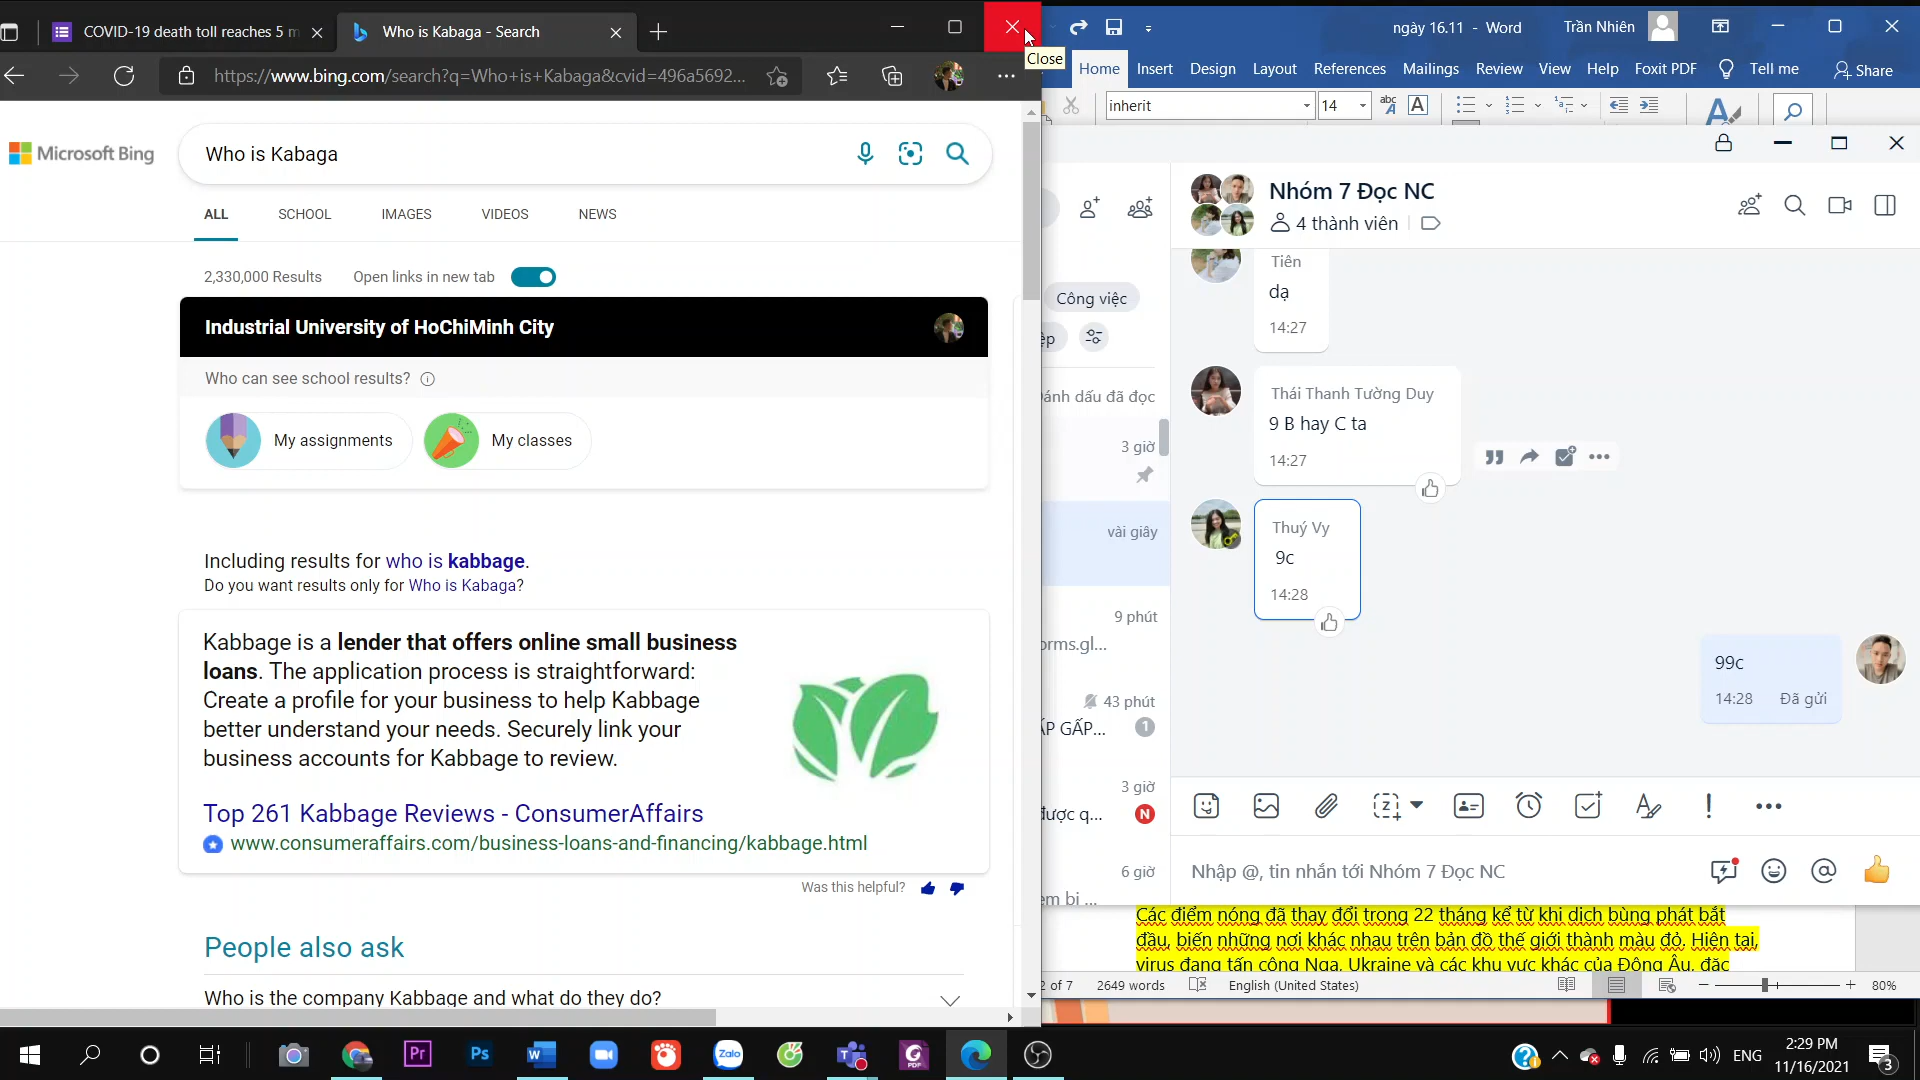 COVID-19 death toll reaches 5 m
Who is Kabaga - Search
https://www.bing.com/search?q=Who+is+Kabaga&cvid=496a5692...
Close
Microsoft Bing
Who is Kabaga
ALL
SCHOOL
IMAGES
VIDEOS
NEWS
2,330,000 Results
Open links in new tab
Industrial University of HoChiMinh City
Who can see school results?
My assignments
My classes
Including results for who is kabbage.
Do you want results only for Who is Kabaga?
Kabbage is a lender that offers online small business
loans. The application process is straightforward:
Create a profile for your business to help Kabbage
better understand your needs. Securely link your
business accounts for Kabbage to review.
Top 261 Kabbage Reviews - ConsumerAffairs
www.consumeraffairs.com/business-loans-and-financing/kabbage.html
Was this helpful?
People also ask
Who is the company Kabbage and what do they do?
ngày 16.11 - Word
Trần Nhiên
Home
Insert
Design
Layout
References
Mailings
Review
View
Help
Foxit PDF
Tell me
Share
inherit
14
Công việc
ánh dấu đã đọc
3 giờ
vài giây
9 phút
orms.gl...
43 phút
ẤP GẤP...
1
3 giờ
được q...
N
6 giờ
em bị ...
Nhóm 7 Đọc NC
4 thành viên
Tiên
dạ
14:27
Thái Thanh Tường Duy
9 B hay C ta
14:27
Thuý Vy
9c
14:28
99c
14:28 Đã gửi
Nhập @, tin nhắn tới Nhóm 7 Đọc NC
Các điểm nóng đã thay đổi trong 22 tháng kể từ khi dịch bùng phát bắt
đầu, biến những nơi khác nhau trên bản đồ thế giới thành màu đỏ. Hiện tại,
virus đang tấn công Nga, Ukraine và các khu vực khác của Đông Âu, đặc
2 of 7
2649 words
English (United States)
80%
Pr
Ps
Zalo
PDF
ENG
2:29 PM
11/16/2021
3